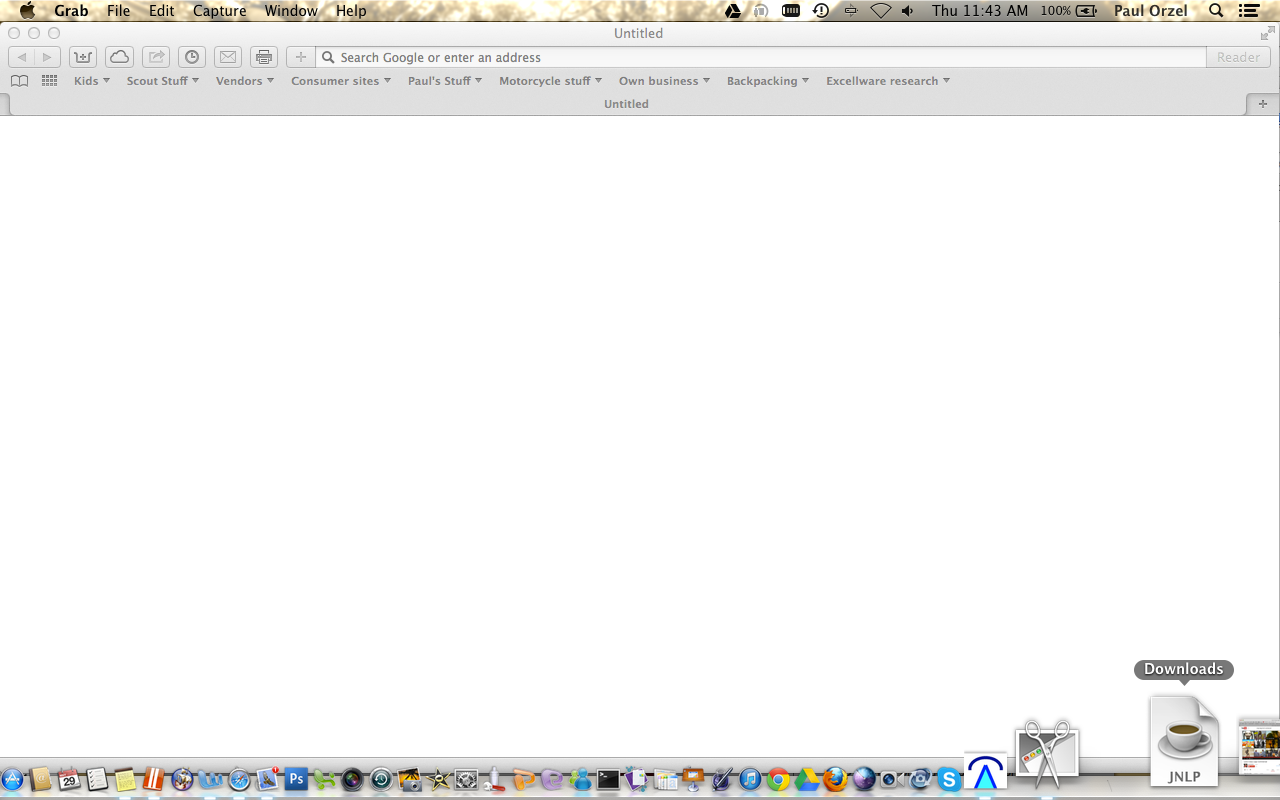 Grab File Edit Capture Window Help Thu 11:43 AM 100% Paul Orzel
Untitled
Search Google or enter an address Reader
Kids Scout Stuff Vendors Consumer sites Paul's Stuff Motorcycle stuff Own business Backpacking Excellware research
Untitled
Downloads
JNLP
29
Ps